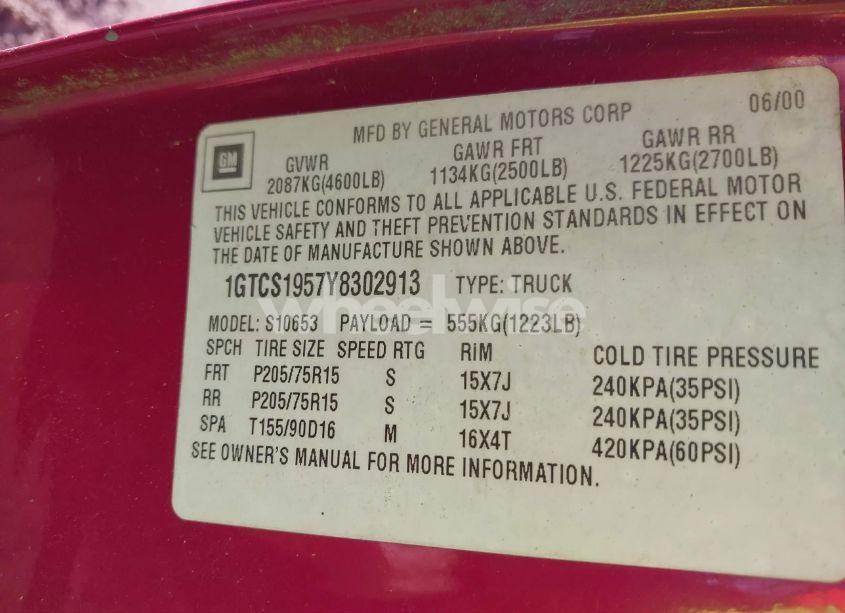 06/00
MFD BY GENERAL MOTORS CORP
GM
GVWR GAWR FRT GAWR RR
2087KG(4600LB) 1134KG(2500LB) 1225KG(2700LB)
THIS VEHICLE CONFORMS TO ALL APPLICABLE U.S. FEDERAL MOTOR
VEHICLE SAFETY AND THEFT PREVENTION STANDARDS IN EFFECT ON
THE DATE OF MANUFACTURE SHOWN ABOVE.
1GTCS1957Y8302913 TYPE: TRUCK
Wheelwise
MODEL: S10653 PAYLOAD = 555KG(1223LB)
SPCH TIRE SIZE SPEED RTG RIM COLD TIRE PRESSURE
FRT P205/75R15 S 15X7J 240KPA(35PSI)
RR P205/75R15 S 15X7J 240KPA(35PSI)
SPA T155/90D16 M 16X4T 420KPA(60PSI)
SEE OWNER'S MANUAL FOR MORE INFORMATION.